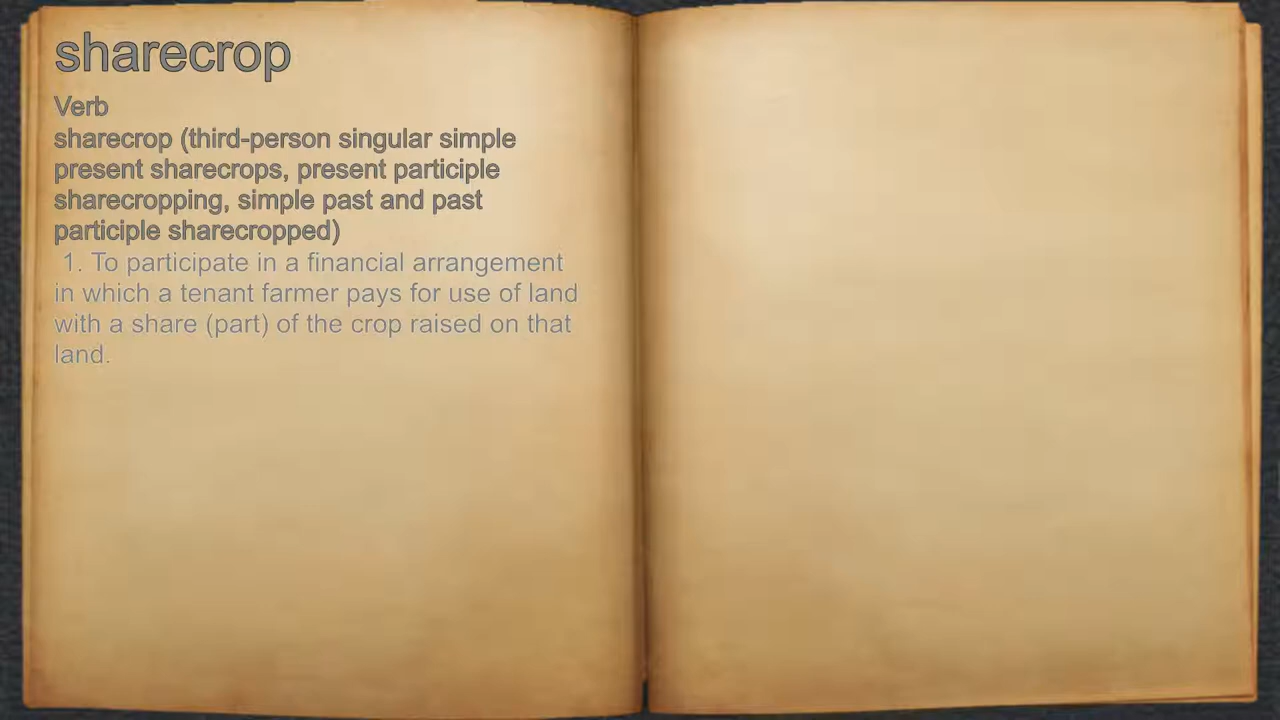 sharecrop
Verb
sharecrop (third-person singular simple
present sharecrops, present participle
sharecropping, simple past and past
participle sharecropped)
1. To participate in a financial arrangement
in which a tenant farmer pays for use of land
with a share (part) of the crop raised on that
land.